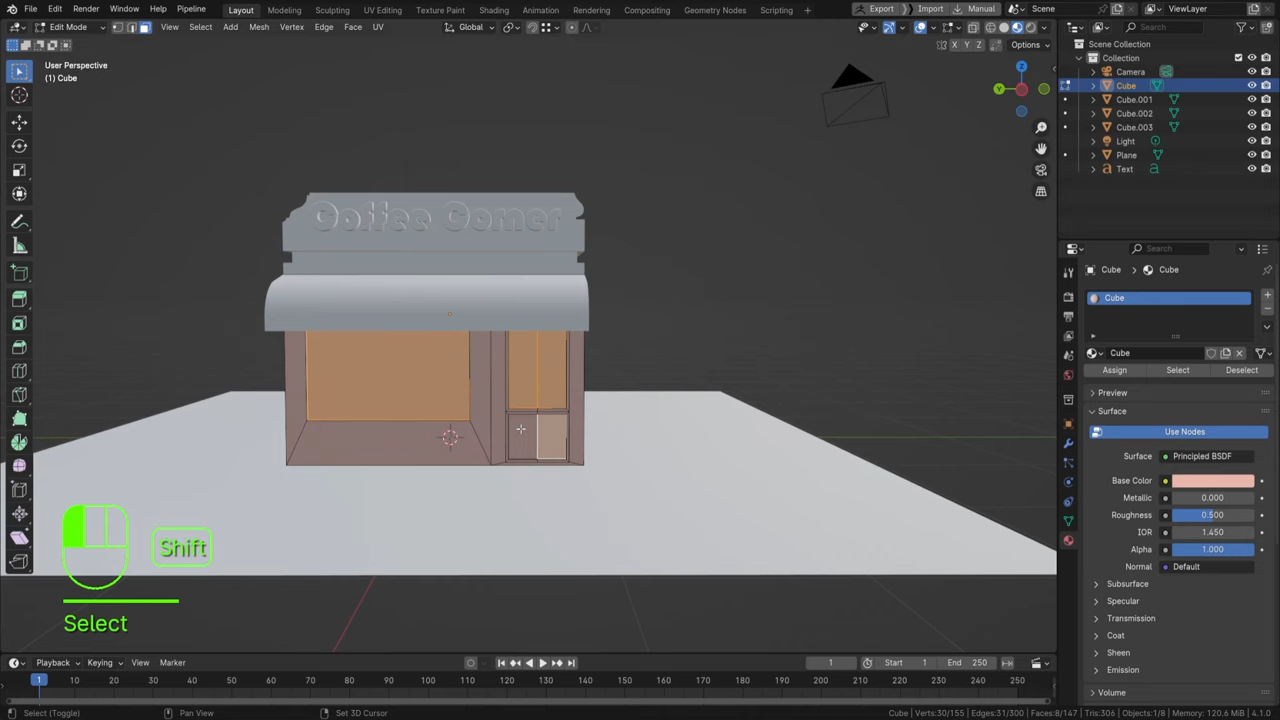 File Edit Render Window Help Pipeline Layout Modeling Sculpting UV Editing Texture Paint Shading Animation Rendering Compositing Geometry Nodes Scripting + Export Import Manual Scene ViewLayer
Edit Mode View Select Add Mesh Vertex Edge Face UV Global Search
X Y Z Options
User Perspective
(1) Cube
Scene Collection
Collection
Camera
Cube
Cube.001
Cube.002
Cube.003
Light
Plane
Text
Z
Y
Coffee Corner
Search
Cube Cube
Cube
Cube
Assign Select Deselect
Preview
Surface
Use Nodes
Surface Principled BSDF
Base Color
Metallic 0.000
Roughness 0.500
IOR 1.450
Alpha 1.000
Normal Default
Subsurface
Specular
Transmission
Coat
Sheen
Emission
Volume
Shift
Select
Playback Keying View Marker 1 Start 1 End 250
1 10 20 30 40 50 60 70 80 90 100 110 120 130 140 150 160 170 180 190 200 210 220 230 240 250
Select (Toggle) Pan View Set 3D Cursor Cube | Verts:30/155 | Edges:31/300 | Faces:8/147 | Tris:306 | Objects:1/8 | Memory: 120.6 MiB | 4.1.0